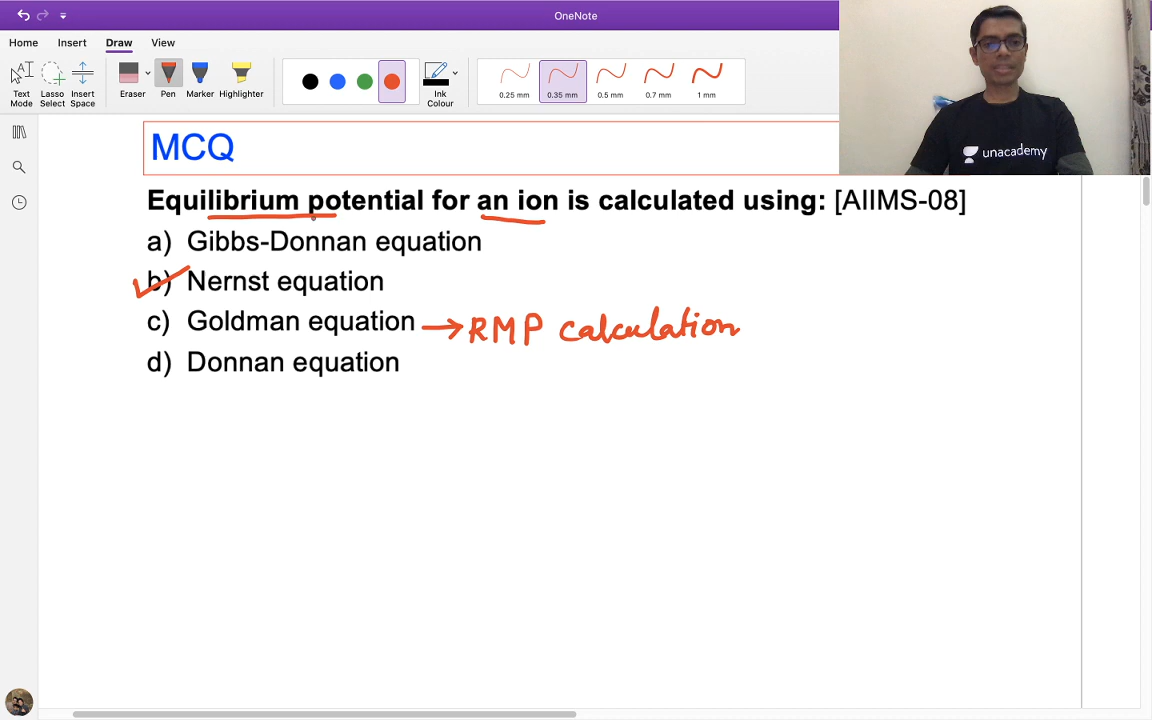 OneNote
Home Insert Draw View
Text Mode
Lasso Select
Insert Space
Eraser
Pen
Marker
Highlighter
Ink Colour
0.25 mm
0.35 mm
0.5 mm
0.7 mm
1 mm
unacademy
MCQ
Equilibrium potential for an ion is calculated using: [AIIMS-08]
a) Gibbs-Donnan equation
b) Nernst equation
c) Goldman equation → RMP calculation
d) Donnan equation